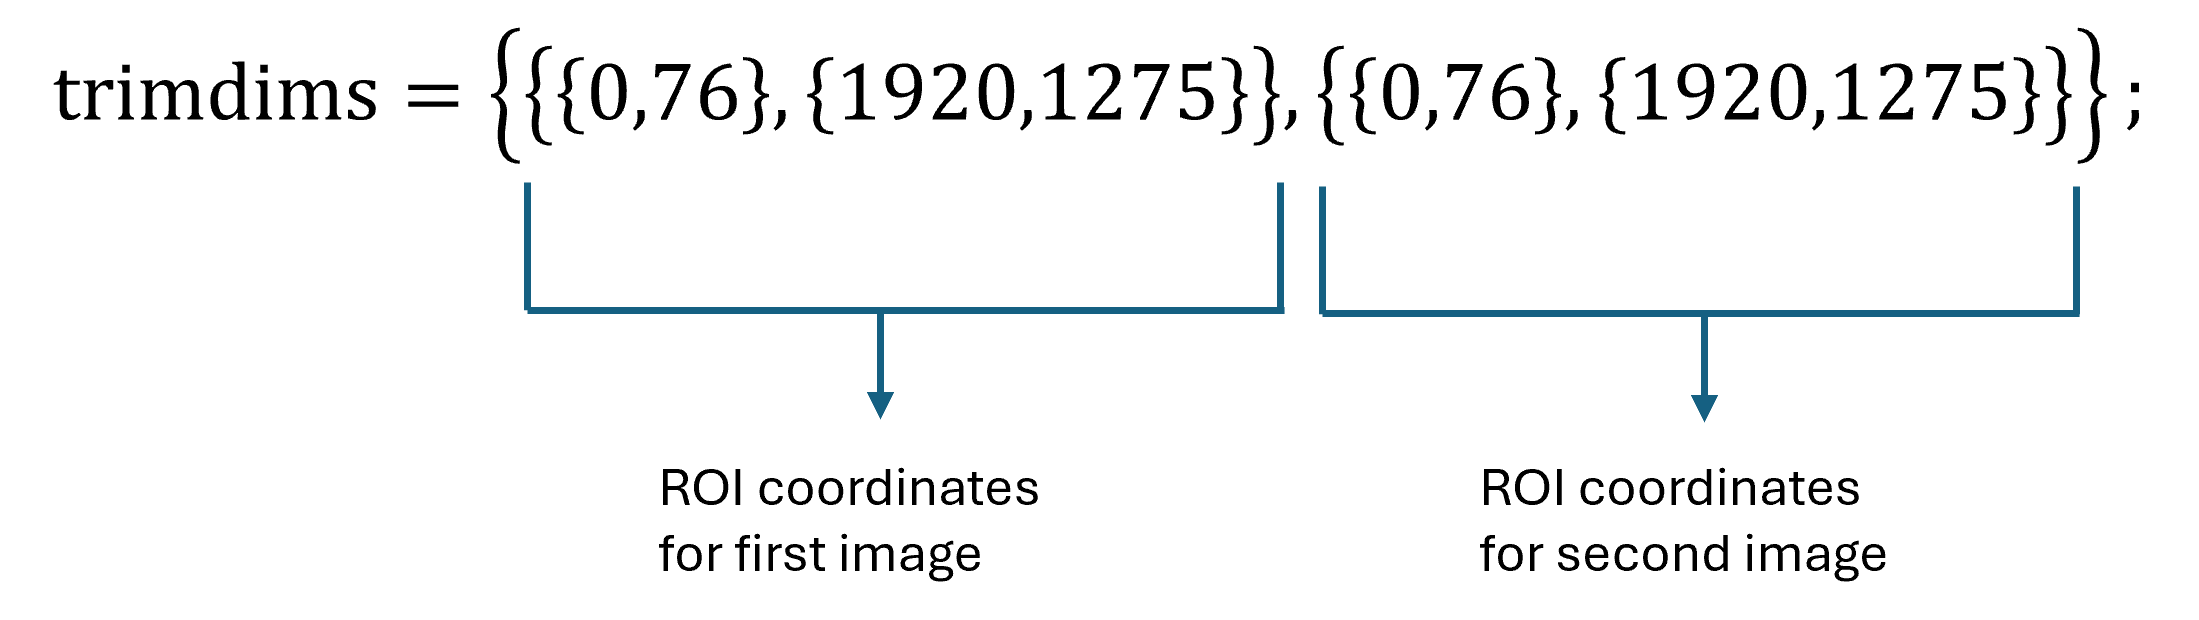 trimdims = {{{0,76},{1920,1275}},{{0,76},{1920,1275}}};
ROI coordinates
for first image
ROI coordinates
for second image